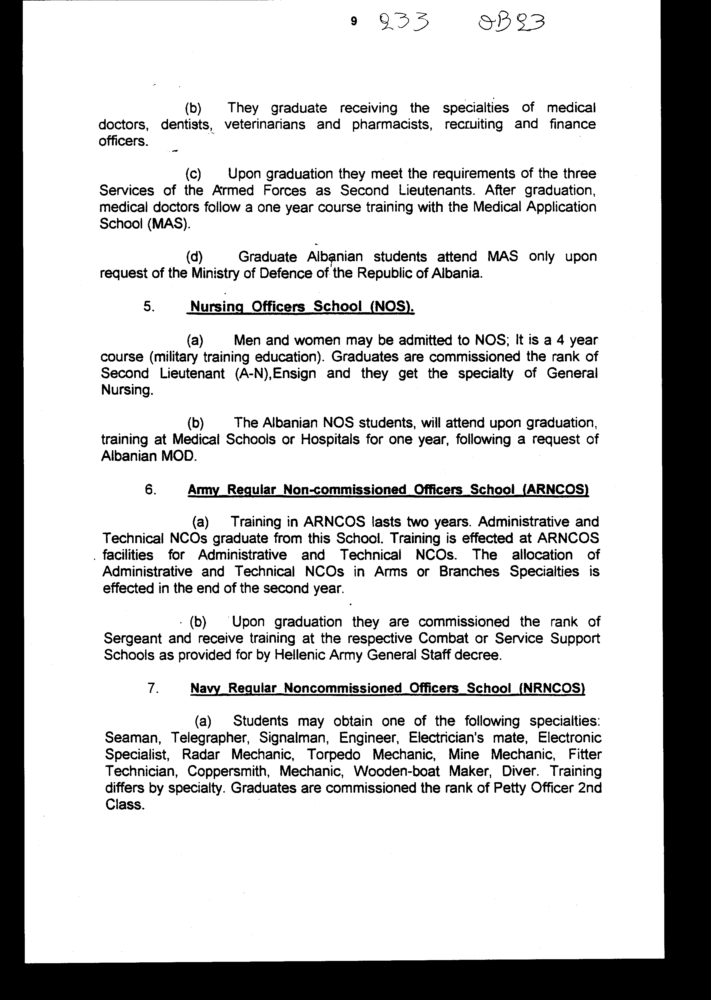 9 233
(b) They graduate receiving the specialties of medical
doctors, dentists, veterinarians and pharmacists, recruiting and finance
officers.
(c) Upon graduation they meet the requirements of the three
Services of the Armed Forces as Second Lieutenants. After graduation,
medical doctors follow a one year course training with the Medical Application
School (MAS).
(d) Graduate Albanian students attend MAS only upon
request of the Ministry of Defence of the Republic of Albania.
5. Nursing Officers School (NOS).
(a) Men and women may be admitted to NOS; It is a 4 year
course (military training education). Graduates are commissioned the rank of
Second Lieutenant (A-N),Ensign and they get the specialty of General
Nursing.
(b) The Albanian NOS students, will attend upon graduation,
training at Medical Schools or Hospitals for one year, following a request of
Albanian MOD.
6. Army Regular Non-commissioned Officers School (ARNCOS)
(a) Training in ARNCOS lasts two years. Administrative and
Technical NCOs graduate from this School. Training is effected at ARNCOS
facilities for Administrative and Technical NCOs. The allocation of
Administrative and Technical NCOs in Arms or Branches Specialties is
effected in the end of the second year.
(b) Upon graduation they are commissioned the rank of
Sergeant and receive training at the respective Combat or Service Support
Schools as provided for by Hellenic Army General Staff decree.
7. Navy Regular Noncommissioned Officers School (NRNCOS)
(a) Students may obtain one of the following specialties:
Seaman, Telegrapher, Signalman, Engineer, Electrician's mate, Electronic
Specialist, Radar Mechanic, Torpedo Mechanic, Mine Mechanic, Fitter
Technician, Coppersmith, Mechanic, Wooden-boat Maker, Diver. Training
differs by specialty. Graduates are commissioned the rank of Petty Officer 2nd
Class.